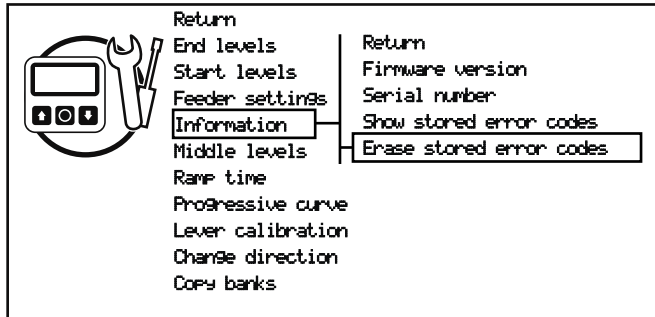 Return
End levels
Start levels
Feeder settings
Information
Middle levels
Ramp time
Progressive curve
Lever calibration
Change direction
Copy banks
Return
Firmware version
Serial number
Show stored error codes
Erase stored error codes